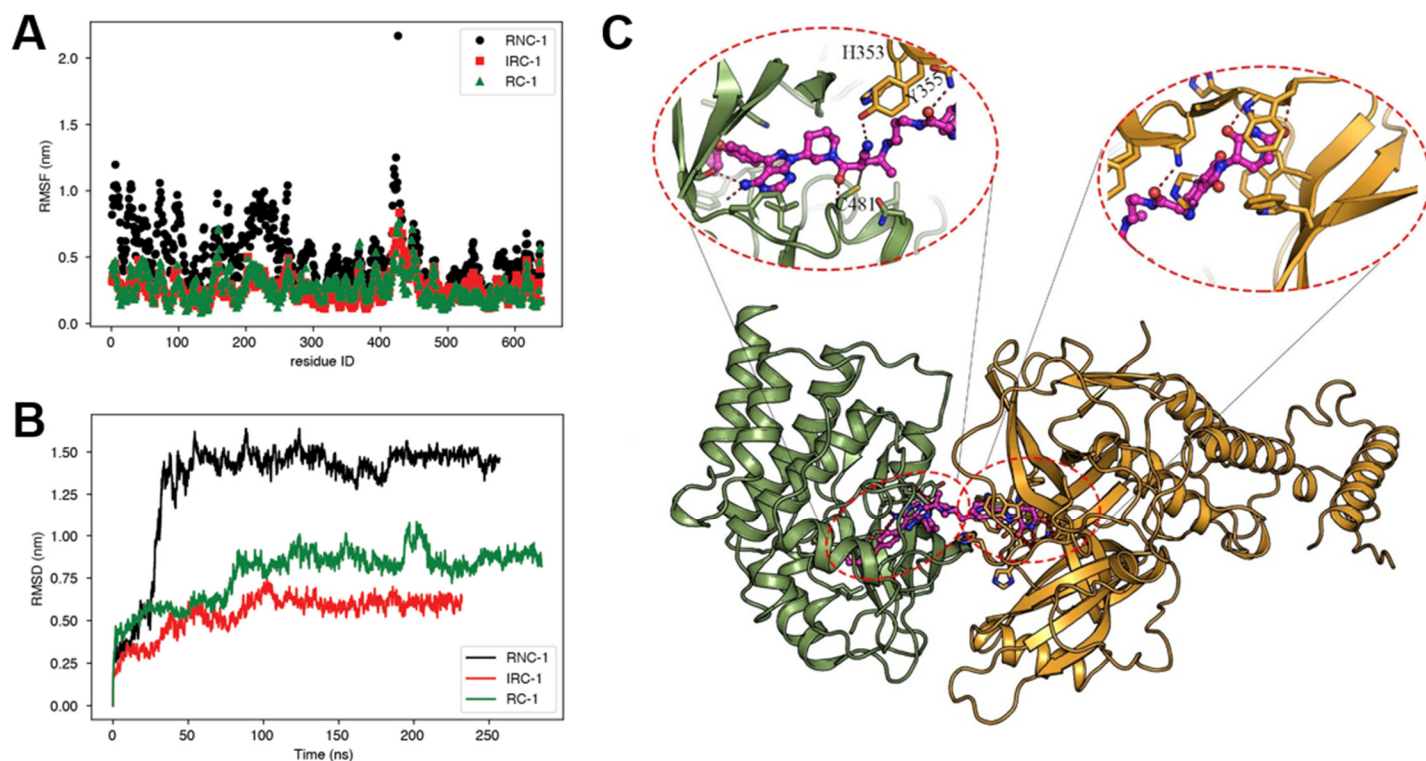 A
RMSF (nm)
2.0
1.5
1.0
0.5
0.0
0
100
200
300
400
500
600
residue ID
RNC-1
IRC-1
RC-1
B
RMSD (nm)
1.50
1.25
1.00
0.75
0.50
0.25
0.00
0
50
100
150
200
250
Time (ns)
RNC-1
IRC-1
RC-1
C
H353
Y355
C481